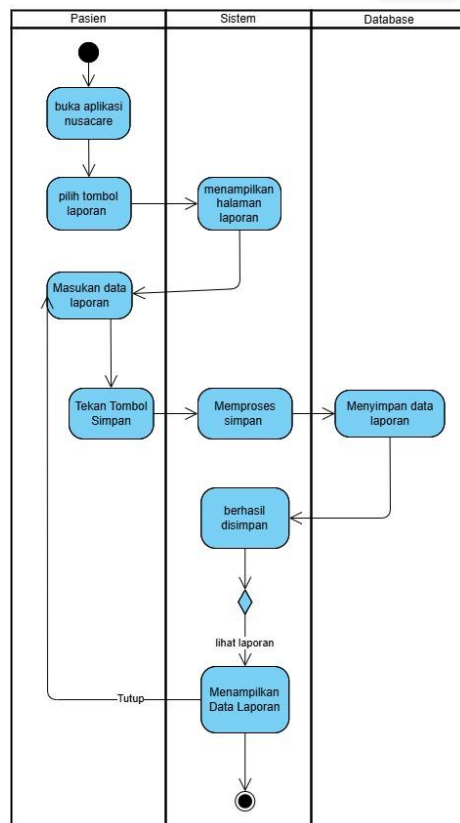 Pasien
Sistem
Database
buka aplikasi
nusacare
pilih tombol
laporan
menampilkan
halaman
laporan
Masukan data
laporan
Tekan Tombol
Simpan
Memproses
simpan
Menyimpan data
laporan
berhasil
disimpan
lihat laporan
Menampilkan
Data Laporan
Tutup